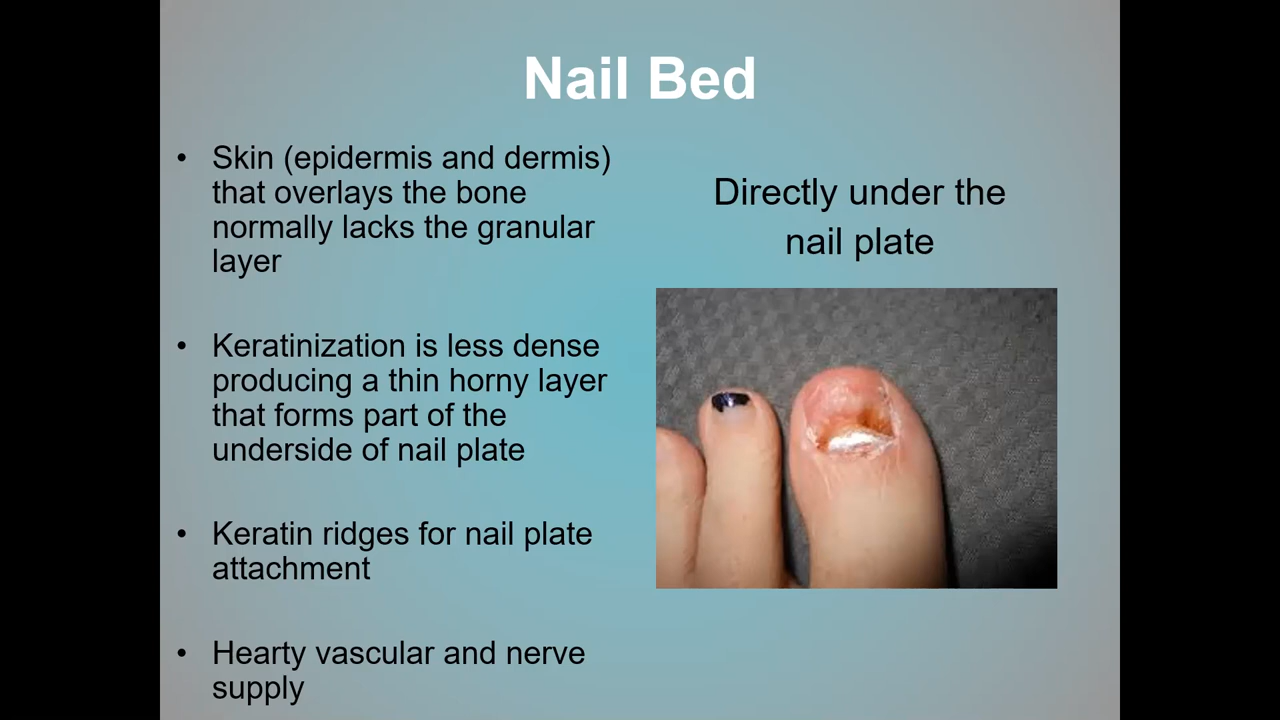 Nail Bed
• Skin (epidermis and dermis)
that overlays the bone
normally lacks the granular
layer
• Keratinization is less dense
producing a thin horny layer
that forms part of the
underside of nail plate
• Keratin ridges for nail plate
attachment
• Hearty vascular and nerve
supply
Directly under the
nail plate